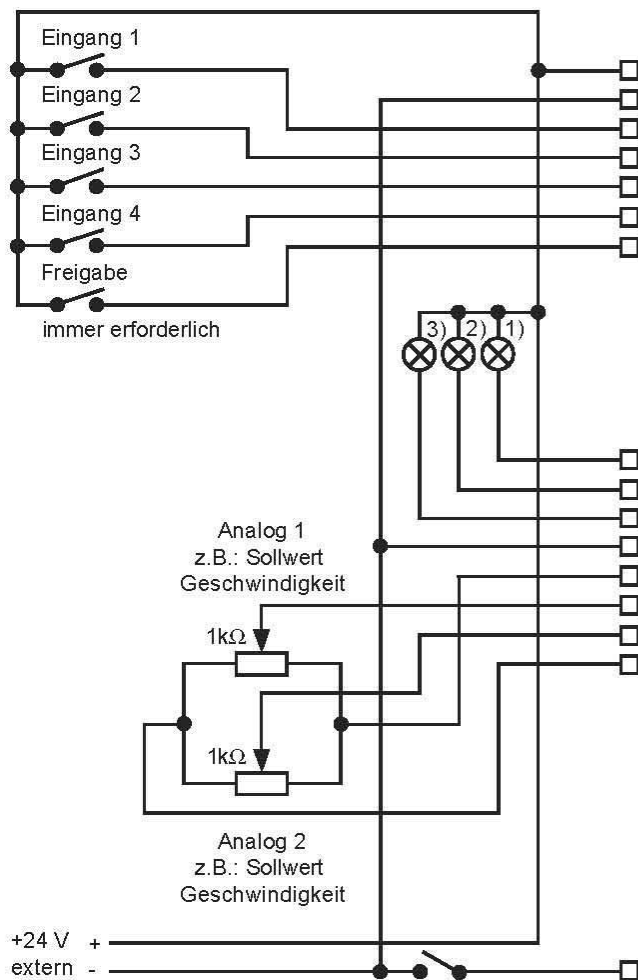 Eingang 1
Eingang 2
Eingang 3
Eingang 4
Freigabe
immer erforderlich
3) 2) 1)
Analog 1
z.B.: Sollwert
Geschwindigkeit
1kΩ
1kΩ
Analog 2
z.B.: Sollwert
Geschwindigkeit
+24 V +
extern -